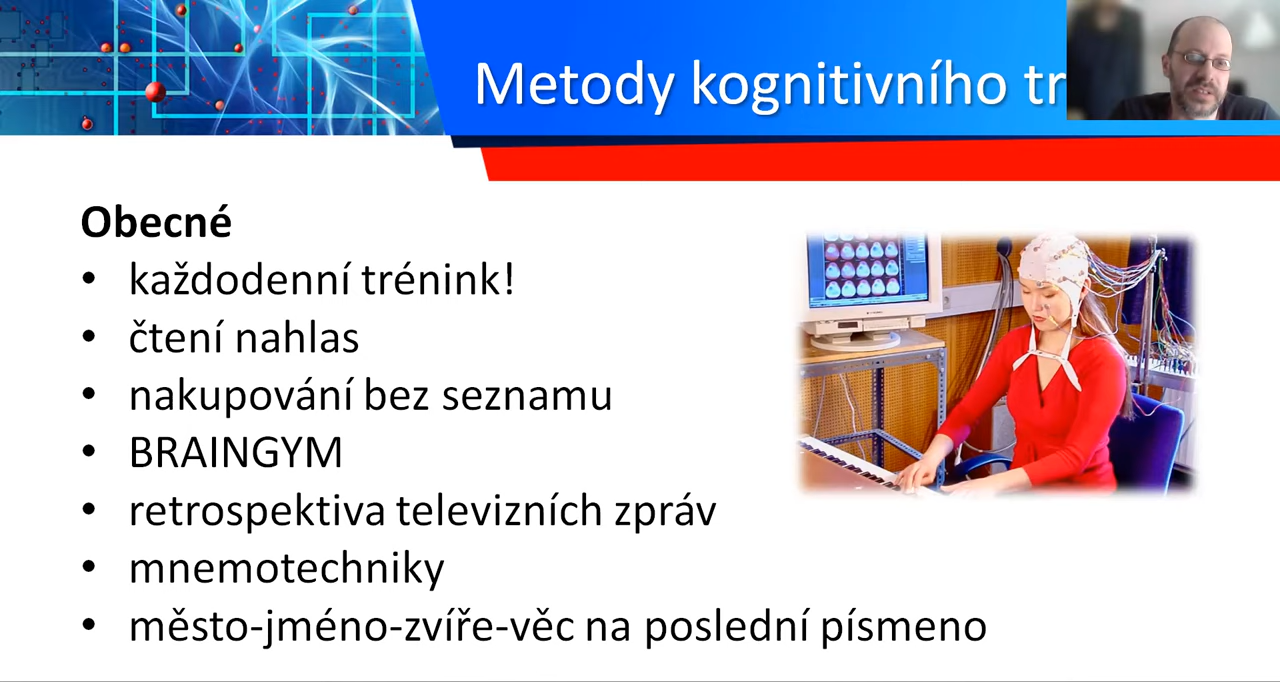 Metody kognitivního tr
Obecné
• každodenní trénink!
• čtení nahlas
• nakupování bez seznamu
• BRAINGYM
• retrospektiva televizních zpráv
• mnemotechniky
• město-jméno-zvíře-věc na poslední písmeno